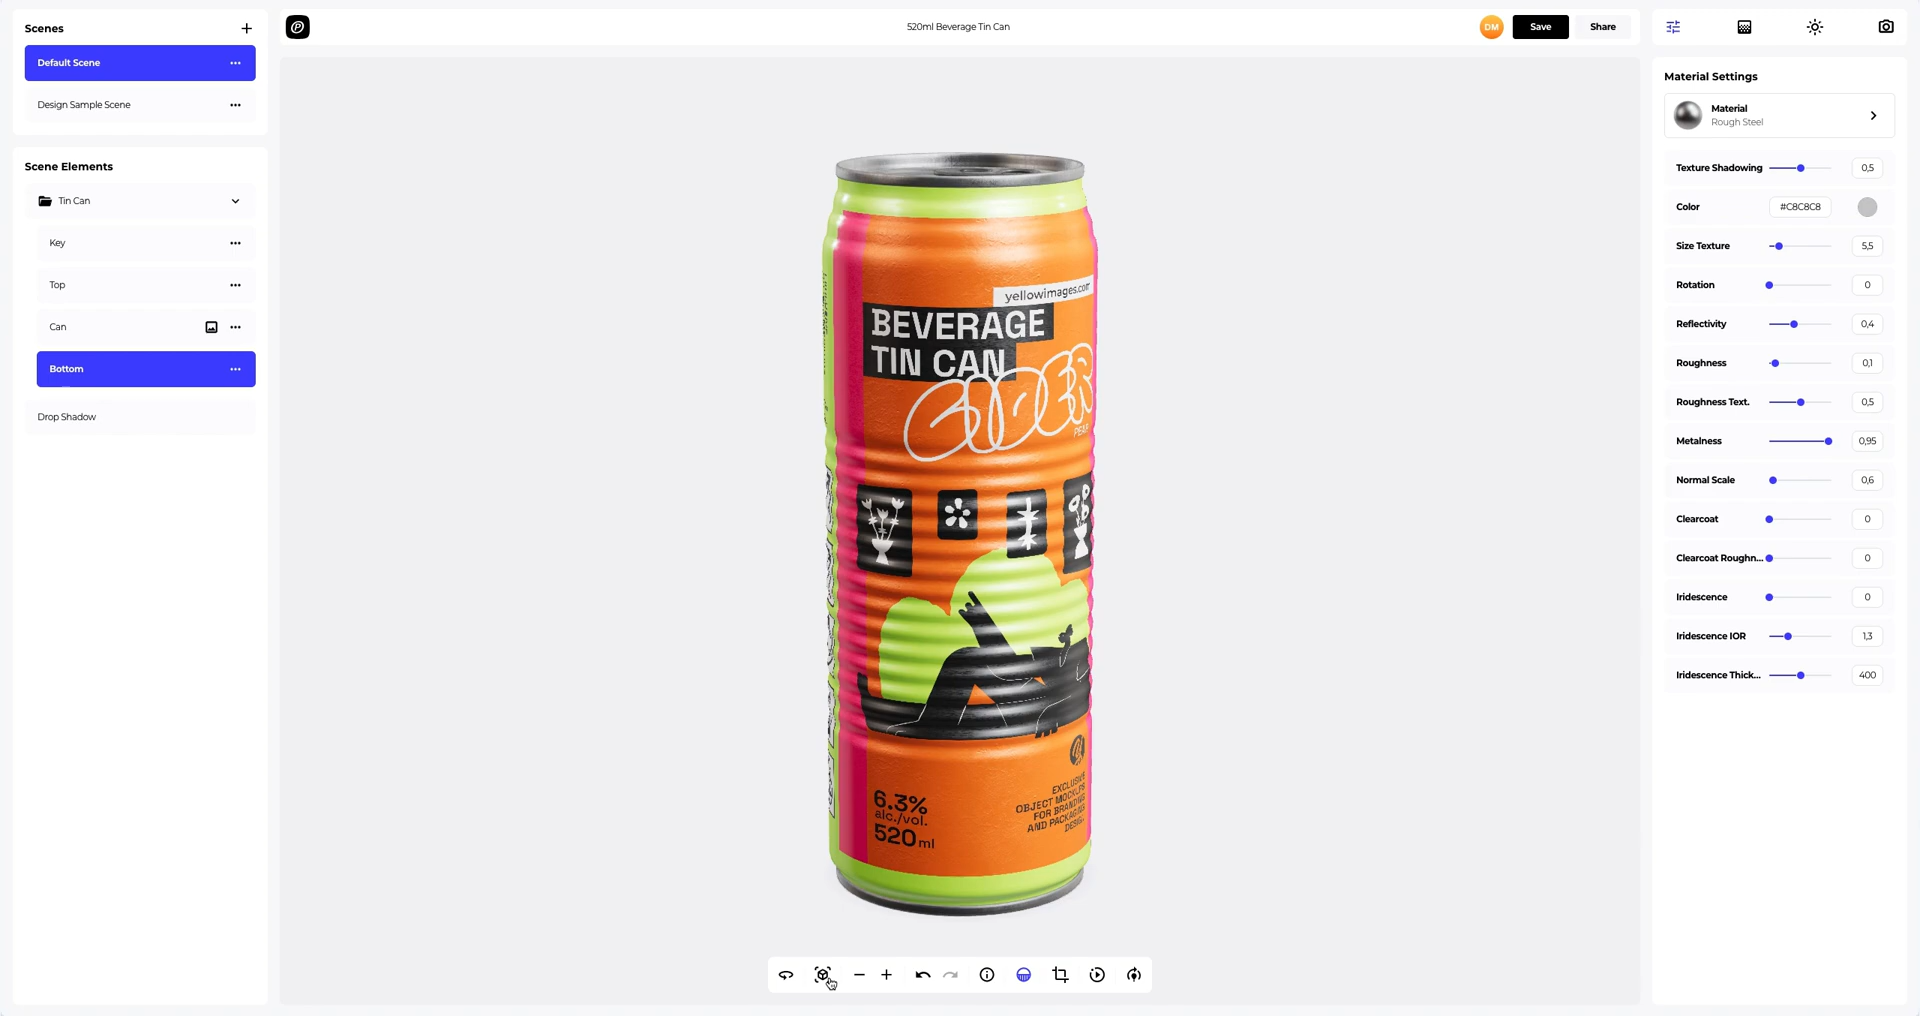 Scenes
Default Scene
Design Sample Scene
Scene Elements
Tin Can
Key
Top
Can
Bottom
Drop Shadow
520ml Beverage Tin Can
DM
Save
Share
yellowimages.com
BEVERAGE
TIN CAN
CIDER
PEAR
6.3%
alc./vol.
520 ml
EXCLUSIVE
OBJECT MOCKUPS
FOR BRANDING
AND PACKAGING
DESIGN.
Material Settings
Material
Rough Steel
Texture Shadowing 0,5
Color #C8C8C8
Size Texture 5,5
Rotation 0
Reflectivity 0,4
Roughness 0,1
Roughness Text. 0,5
Metalness 0,95
Normal Scale 0,6
Clearcoat 0
Clearcoat Roughn... 0
Iridescence 0
Iridescence IOR 1,3
Iridescence Thick... 400